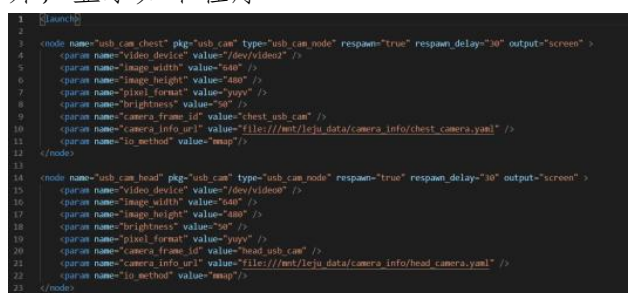 1 <launch>
2
3 <node name="usb_cam_chest" pkg="usb_cam" type="usb_cam_node" respawn="true" respawn_delay="30" output="screen" >
4 <param name="video_device" value="/dev/video2" />
5 <param name="image_width" value="640" />
6 <param name="image_height" value="480" />
7 <param name="pixel_format" value="yuyv" />
8 <param name="brightness" value="50" />
9 <param name="camera_frame_id" value="chest_usb_cam" />
10 <param name="camera_info_url" value="file:///mnt/leju_data/camera_info/chest_camera.yaml" />
11 <param name="io_method" value="mmap"/>
12 </node>
13
14 <node name="usb_cam_head" pkg="usb_cam" type="usb_cam_node" respawn="true" respawn_delay="30" output="screen" >
15 <param name="video_device" value="/dev/video0" />
16 <param name="image_width" value="640" />
17 <param name="image_height" value="480" />
18 <param name="brightness" value="50" />
19 <param name="pixel_format" value="yuyv" />
20 <param name="camera_frame_id" value="head_usb_cam" />
21 <param name="camera_info_url" value="file:///mnt/leju_data/camera_info/head_camera.yaml" />
22 <param name="io_method" value="mmap"/>
23 </node>